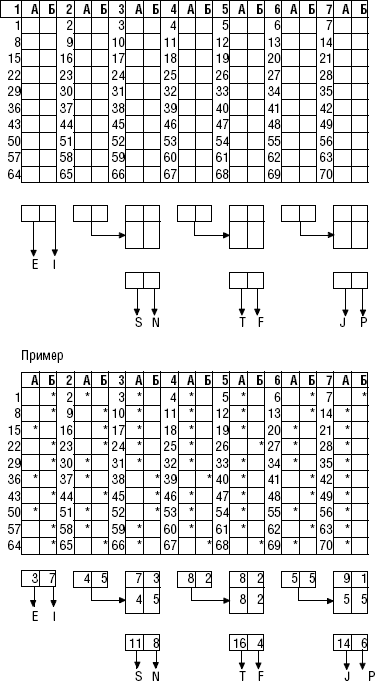 1 А Б 2 А Б 3 А Б 4 А Б 5 А Б 6 А Б 7 А Б
1 2 3 4 5 6 7
8 9 10 11 12 13 14
15 16 17 18 19 20 21
22 23 24 25 26 27 28
29 30 31 32 33 34 35
36 37 38 39 40 41 42
43 44 45 46 47 48 49
50 51 52 53 54 55 56
57 58 59 60 61 62 63
64 65 66 67 68 69 70
E I
S N T F J P
Пример
А Б 2 А Б 3 А Б 4 А Б 5 А Б 6 А Б 7 А Б
1 * 2 * 3 * 4 * 5 * 6 * 7 *
8 * 9 * 10 * 11 * 12 * 13 * 14 *
15 * 16 * 17 * 18 * 19 * 20 * 21 *
22 * 23 * 24 * 25 * 26 * 27 * 28 *
29 * 30 * 31 * 32 * 33 * 34 * 35 *
36 * 37 * 38 * 39 * 40 * 41 * 42 *
43 * 44 * 45 * 46 * 47 * 48 * 49 *
50 * 51 * 52 * 53 * 54 * 55 * 56 *
57 * 58 * 59 * 60 * 61 * 62 * 63 *
64 * 65 * 66 * 67 * 68 * 69 * 70 *
3 7 4 5 7 3 8 2 8 2 5 5 9 1
4 5 8 2 5 5
E I
11 8 16 4 14 6
S N T F J P